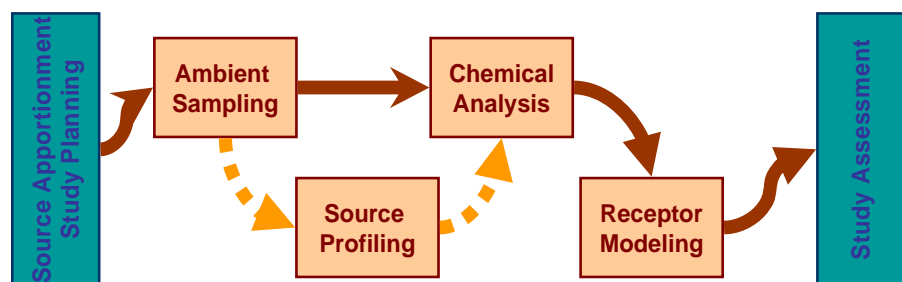 Source Apportionment
Study Planning
Ambient
Sampling
Chemical
Analysis
Source
Profiling
Receptor
Modeling
Study Assessment